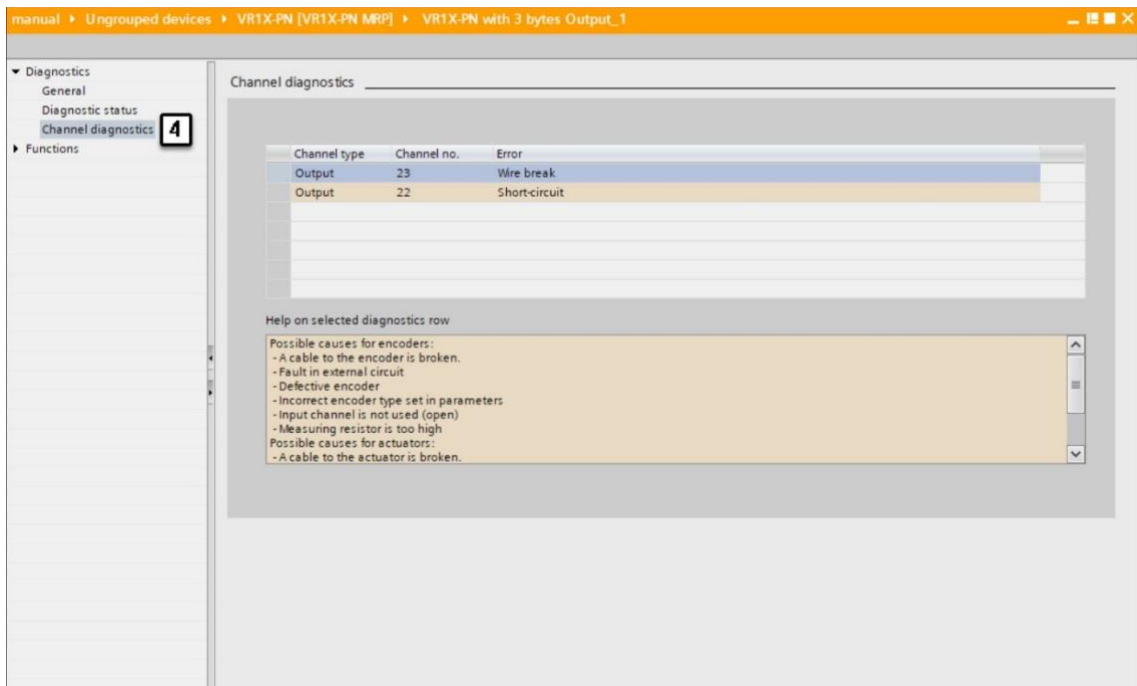 manual ▸ Ungrouped devices ▸ VR1X-PN [VR1X-PN MRP] ▸ VR1X-PN with 3 bytes Output_1
Diagnostics
General
Diagnostic status
Channel diagnostics 4
Functions
Channel diagnostics
Channel type Channel no. Error
Output 23 Wire break
Output 22 Short-circuit
Help on selected diagnostics row
Possible causes for encoders:
- A cable to the encoder is broken.
- Fault in external circuit
- Defective encoder
- Incorrect encoder type set in parameters
- Input channel is not used (open)
- Measuring resistor is too high
Possible causes for actuators:
- A cable to the actuator is broken.